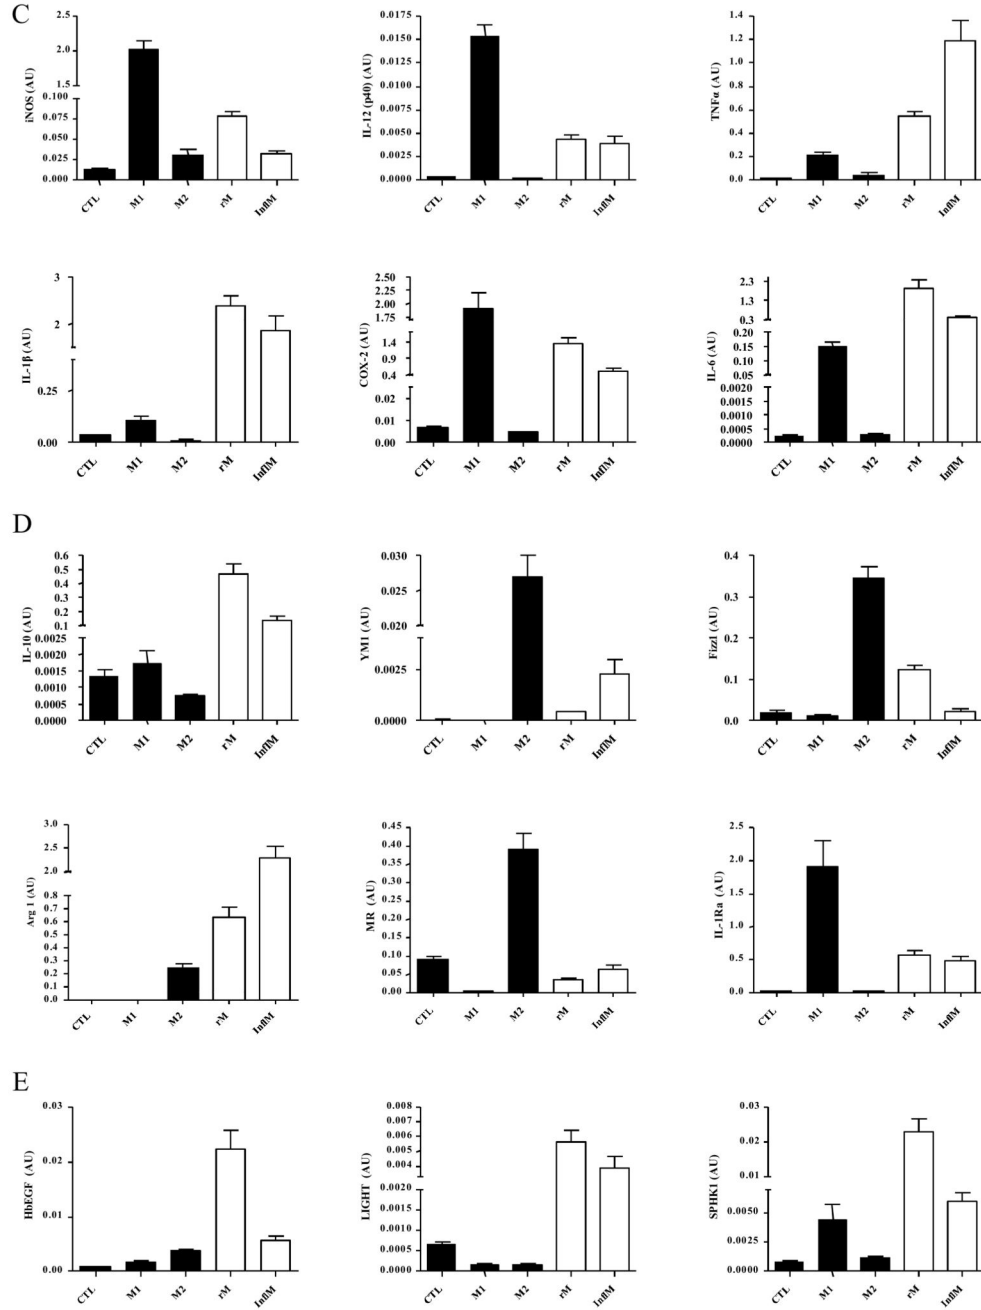 C
iNOS (AU)
2.5
2.0
1.5
0.100
0.075
0.050
0.025
0.000
CTL
M1
M2
rM
InflM
IL-12 (p40) (AU)
0.0175
0.0150
0.0125
0.0100
0.0075
0.0050
0.0025
0.0000
CTL
M1
M2
rM
InflM
TNFα (AU)
1.4
1.2
1.0
0.8
0.6
0.4
0.2
0.0
CTL
M1
M2
rM
InflM
IL-1β (AU)
3
2
0.25
0.00
CTL
M1
M2
rM
InflM
COX-2 (AU)
2.50
2.25
2.00
1.75
1.4
0.9
0.4
0.02
0.01
0.00
CTL
M1
M2
rM
InflM
IL-6 (AU)
2.3
1.3
0.3
0.20
0.15
0.10
0.05
0.0020
0.0015
0.0010
0.0005
0.0000
CTL
M1
M2
rM
InflM
D
IL-10 (AU)
0.6
0.5
0.4
0.3
0.2
0.1
0.0025
0.0020
0.0015
0.0010
0.0005
0.0000
CTL
M1
M2
rM
InflM
YM1 (AU)
0.030
0.025
0.020
0.0025
0.0000
CTL
M1
M2
rM
InflM
Fizz1 (AU)
0.4
0.3
0.2
0.1
0.0
CTL
M1
M2
rM
InflM
Arg 1 (AU)
3.0
2.5
2.0
1.5
0.8
0.7
0.6
0.5
0.4
0.3
0.2
0.1
0.0
CTL
M1
M2
rM
InflM
MR (AU)
0.45
0.40
0.35
0.30
0.25
0.20
0.15
0.10
0.05
0.00
CTL
M1
M2
rM
InflM
IL-1Ra (AU)
2.5
2.0
1.5
1.0
0.5
0.0
CTL
M1
M2
rM
InflM
E
HbEGF (AU)
0.03
0.02
0.01
0.00
CTL
M1
M2
rM
InflM
LIGHT (AU)
0.008
0.007
0.006
0.005
0.004
0.0020
0.0015
0.0010
0.0005
0.0000
CTL
M1
M2
rM
InflM
SPHK1 (AU)
0.03
0.02
0.01
0.0050
0.0025
0.0000
CTL
M1
M2
rM
InflM